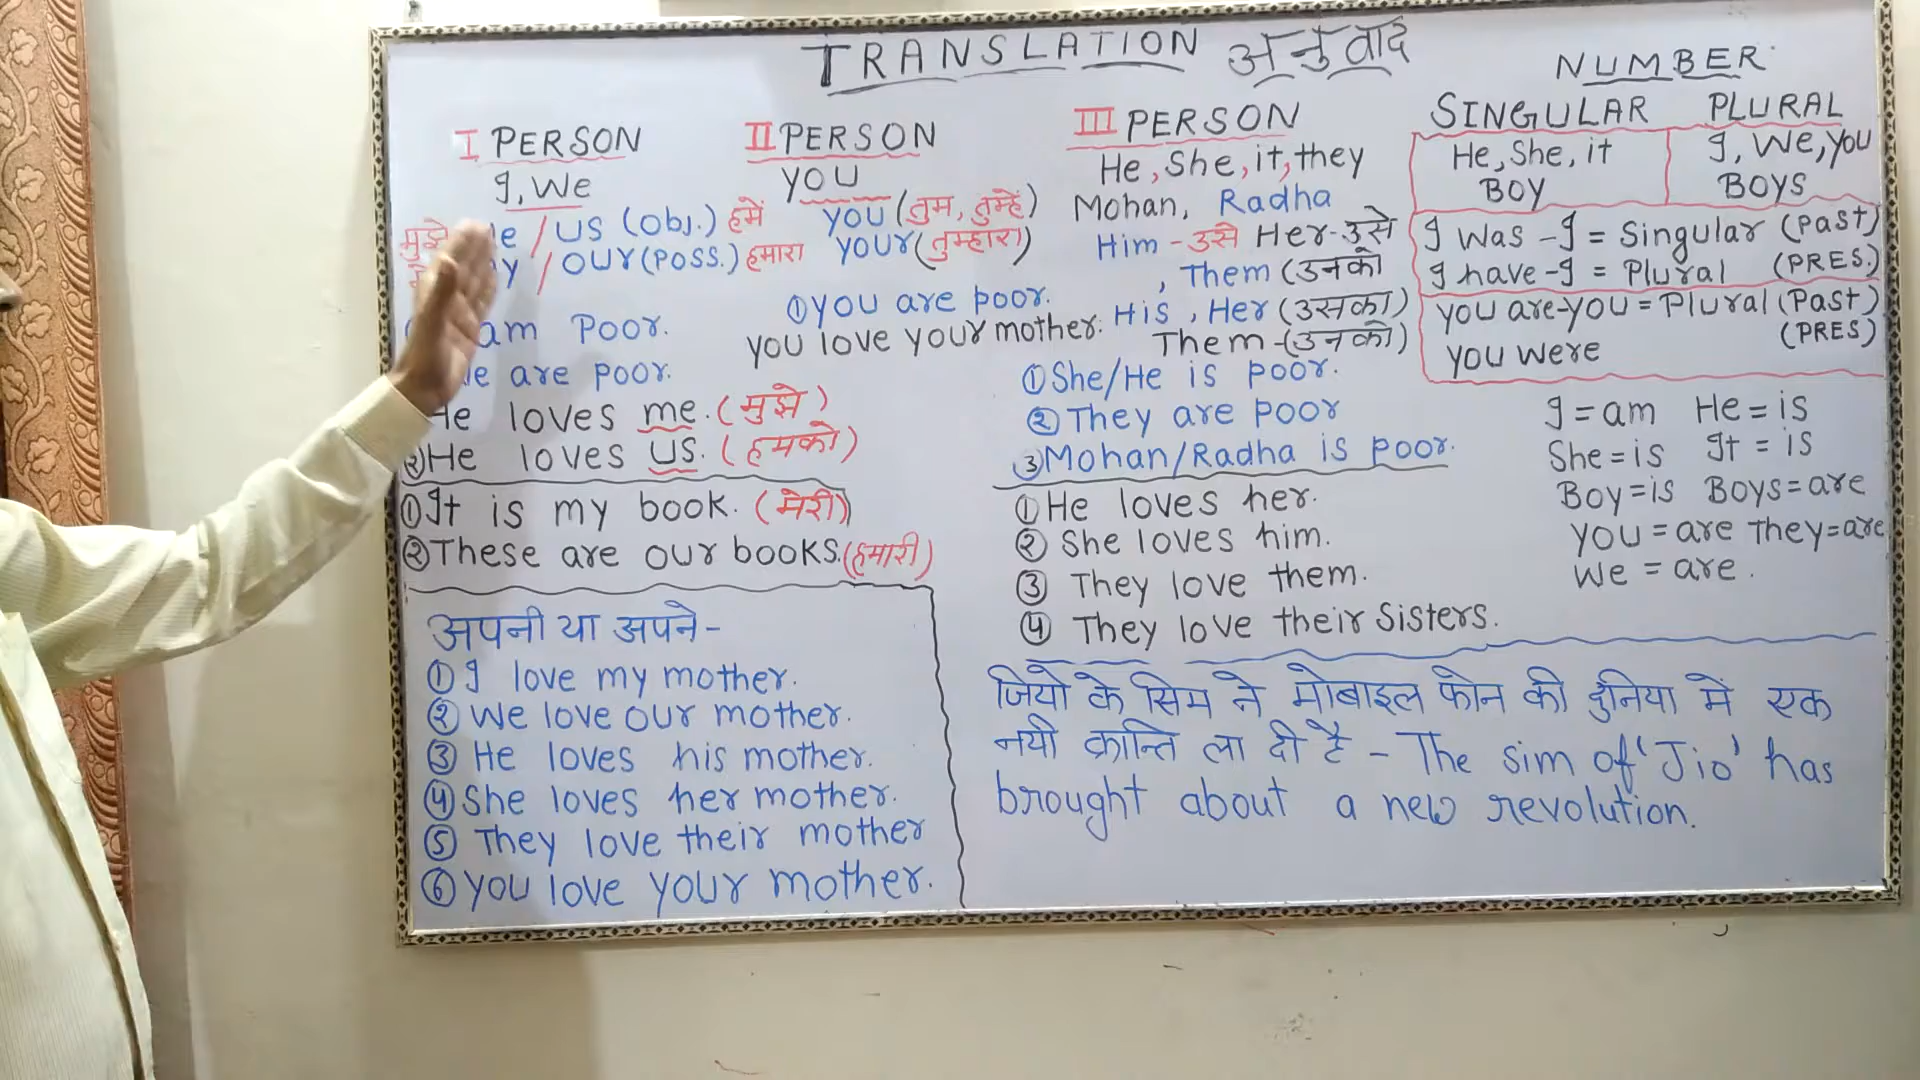 TRANSLATION अनुवाद
I PERSON
I, We
मुझे / US (Obj.) हमें
/ OUR (POSS.) हमारा
am Poor.
are poor.
He loves me. (मुझे)
② He loves US. (हमको)
① It is my book. (मेरी)
② These are our books. (हमारी)
अपनी या अपने -
① I love my mother.
② We love our mother.
③ He loves his mother.
④ She loves her mother.
⑤ They love their mother
⑥ You love your mother.
II PERSON
YOU
YOU (तुम, तुम्हें)
YOUR (तुम्हारा)
① You are poor.
You love your mother.
III PERSON
He, She, it, they
Mohan, Radha
Him - उसे Her - उसे
, Them (उनको
His, Her (उसका)
Them - (उनको)
① She/He is poor.
② They are poor
③ Mohan/Radha is poor.
① He loves her.
② She loves him.
③ They love them.
④ They love their Sisters.
NUMBER
SINGULAR PLURAL
He, She, it I, We, you
BOY BOYS
I was - I = Singular (Past)
I have - I = Plural (PRES.)
You are - you = Plural (Past)
(PRES)
You were
I = am He = is
She = is It = is
Boy = is Boys = are
You = are They = are
We = are.
जियो के सिम ने मोबाइल फोन की दुनिया में एक
नयी क्रान्ति ला दी है - The sim of 'Jio' has
brought about a new revolution.